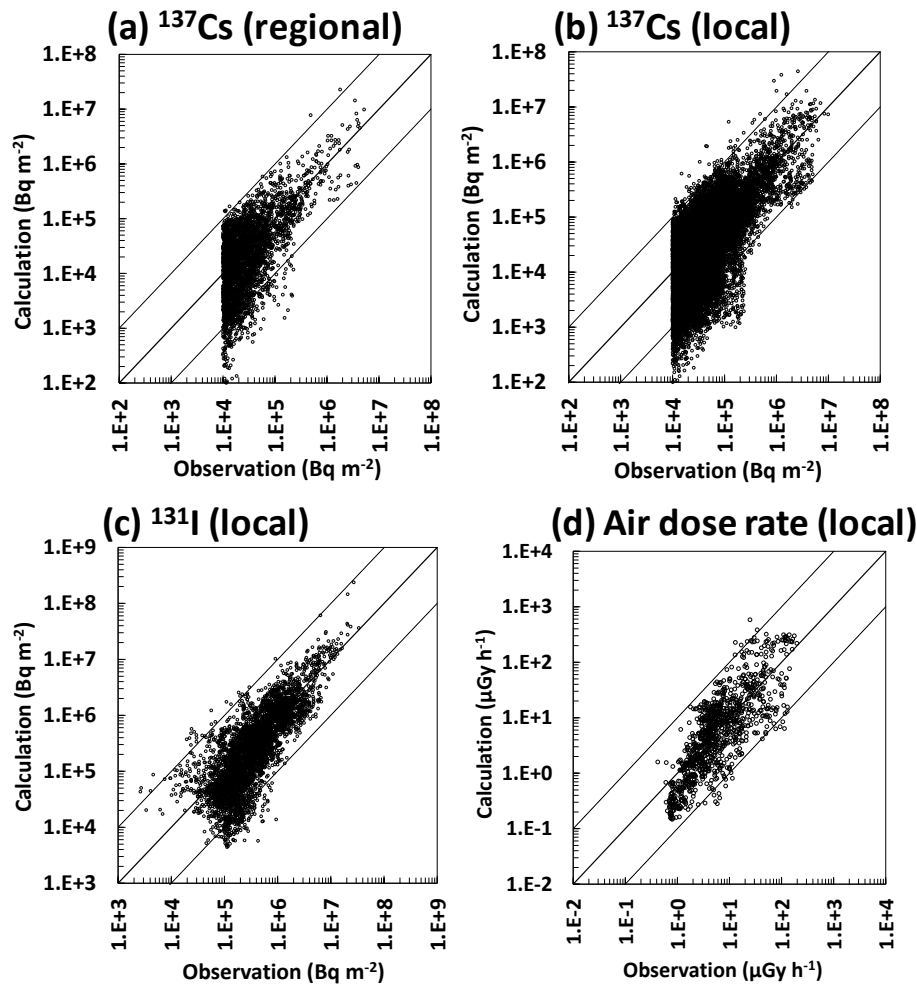 (a) ¹³⁷Cs (regional)
1.E+8
1.E+7
1.E+6
1.E+5
1.E+4
1.E+3
1.E+2
Calculation (Bq m⁻²)
1.E+2
1.E+3
1.E+4
1.E+5
1.E+6
1.E+7
1.E+8
Observation (Bq m⁻²)
(b) ¹³⁷Cs (local)
1.E+8
1.E+7
1.E+6
1.E+5
1.E+4
1.E+3
1.E+2
Calculation (Bq m⁻²)
1.E+2
1.E+3
1.E+4
1.E+5
1.E+6
1.E+7
1.E+8
Observation (Bq m⁻²)
(c) ¹³¹I (local)
1.E+9
1.E+8
1.E+7
1.E+6
1.E+5
1.E+4
1.E+3
Calculation (Bq m⁻²)
1.E+3
1.E+4
1.E+5
1.E+6
1.E+7
1.E+8
1.E+9
Observation (Bq m⁻²)
(d) Air dose rate (local)
1.E+4
1.E+3
1.E+2
1.E+1
1.E+0
1.E-1
1.E-2
Calculation (μGy h⁻¹)
1.E-2
1.E-1
1.E+0
1.E+1
1.E+2
1.E+3
1.E+4
Observation (μGy h⁻¹)